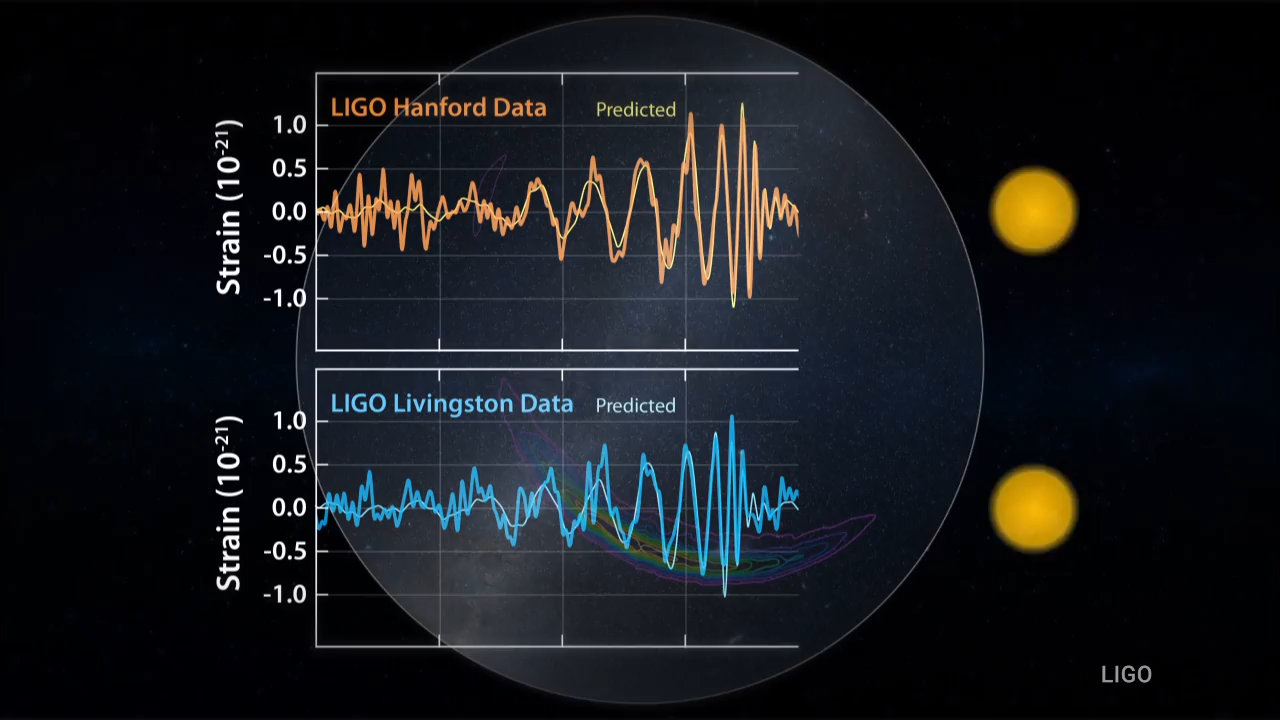 LIGO Hanford Data Predicted
Strain (10-21)
1.0
0.5
0.0
-0.5
-1.0
LIGO Livingston Data Predicted
Strain (10-21)
1.0
0.5
0.0
-0.5
-1.0
LIGO